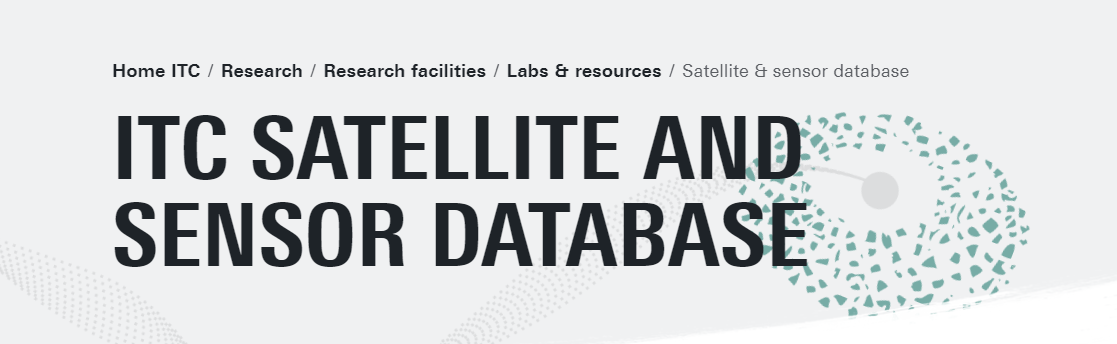 Home ITC / Research / Research facilities / Labs & resources / Satellite & sensor database
ITC SATELLITE AND
SENSOR DATABASE